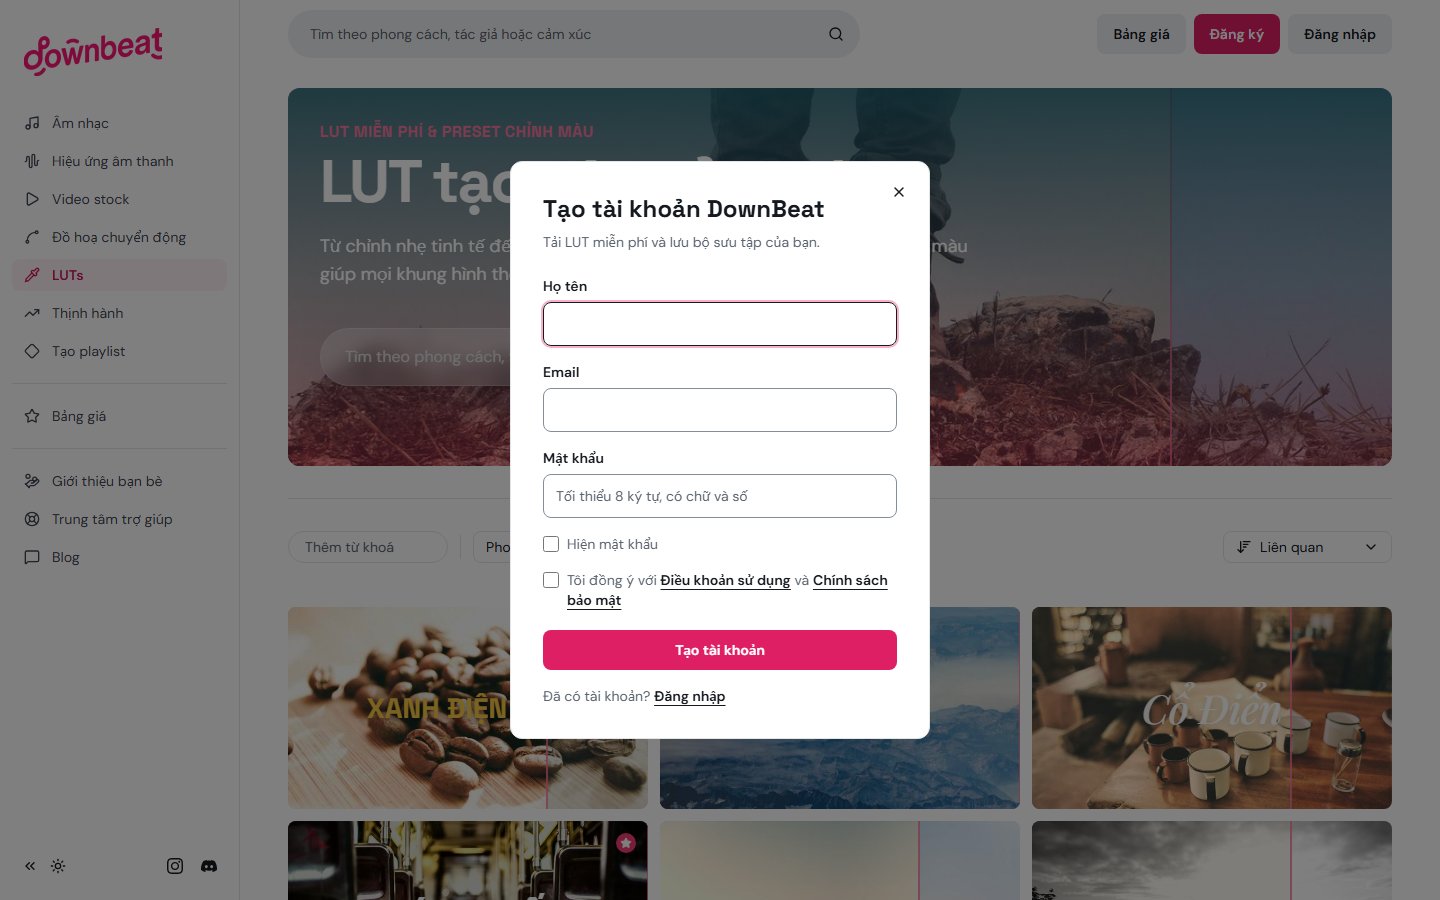 downbeat
Âm nhạc
Hiệu ứng âm thanh
Video stock
Đồ hoạ chuyển động
LUTs
Thịnh hành
Tạo playlist
Bảng giá
Giới thiệu bạn bè
Trung tâm trợ giúp
Blog
Tìm theo phong cách, tác giả hoặc cảm xúc
Bảng giá
Đăng ký
Đăng nhập
LUT MIỄN PHÍ & PRESET CHỈNH MÀU
LUT tạo
Từ chỉnh nhẹ tinh tế để
màu
giúp mọi khung hình
Tìm theo phong cách,
Tạo tài khoản DownBeat
Tải LUT miễn phí và lưu bộ sưu tập của bạn.
Họ tên
Email
Mật khẩu
Tối thiểu 8 ký tự, có chữ và số
Hiện mật khẩu
Tôi đồng ý với Điều khoản sử dụng và Chính sách
bảo mật
Tạo tài khoản
Đã có tài khoản? Đăng nhập
Thêm từ khoá
Pho
Liên quan
XANH ĐIỆN
Cổ Điển